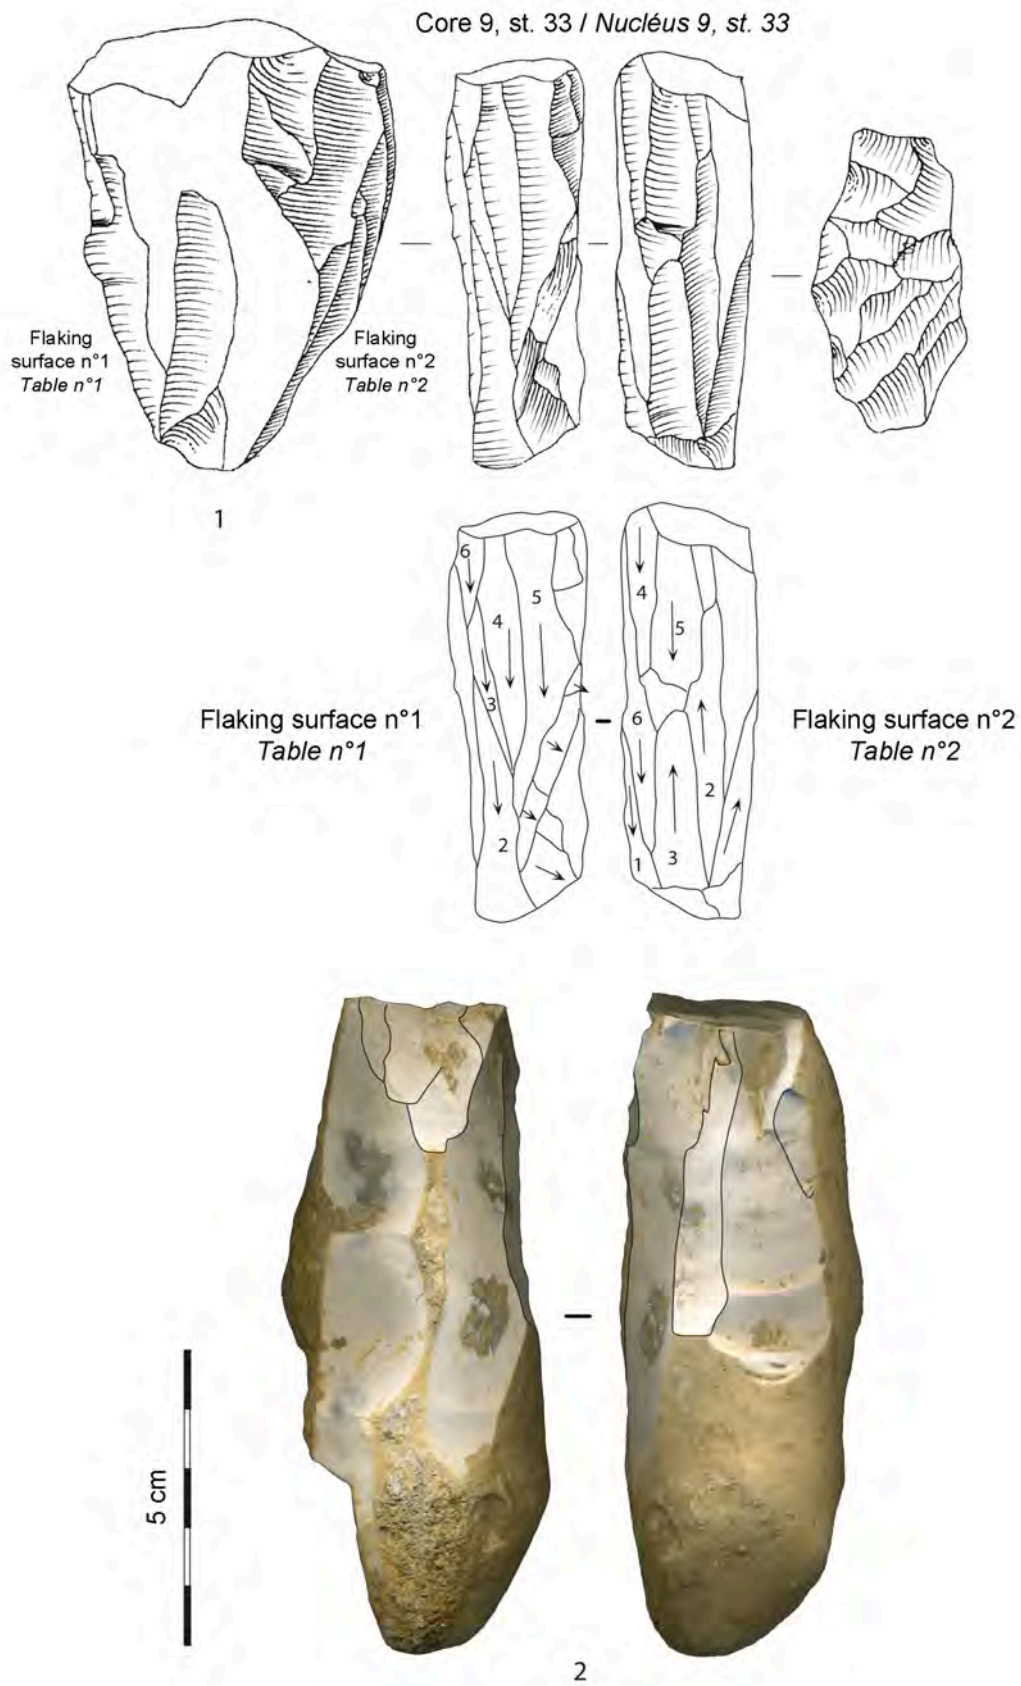 Core 9, st. 33 / Nucléus 9, st. 33
Flaking
surface n°1
Table n°1
Flaking
surface n°2
Table n°2
1
6
5
4
3
2
4
5
6
2
3
1
Flaking surface n°1
Table n°1
Flaking surface n°2
Table n°2
5 cm
2